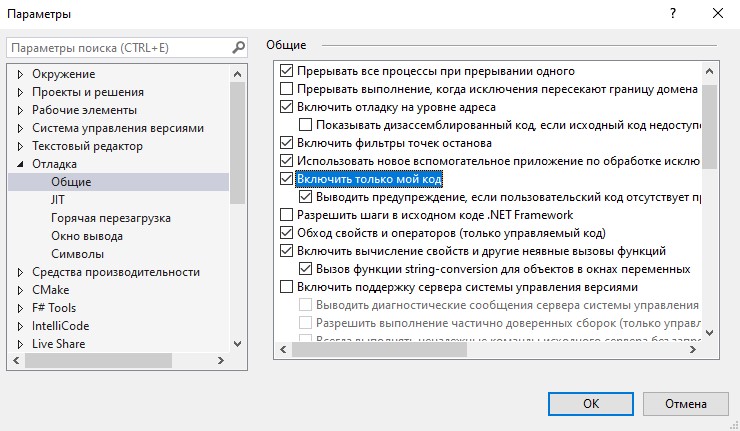 Параметры
Параметры поиска (CTRL+E)
Окружение
Проекты и решения
Рабочие элементы
Система управления версиями
Текстовый редактор
Отладка
Общие
JIT
Горячая перезагрузка
Окно вывода
Символы
Средства производительности
CMake
F# Tools
IntelliCode
Live Share
Общие
Прерывать все процессы при прерывании одного
Прерывать выполнение, когда исключения пересекают границу домена
Включить отладку на уровне адреса
Показывать дизассемблированный код, если исходный код недоступ
Включить фильтры точек останова
Использовать новое вспомогательное приложение по обработке исклю
Включить только мой код
Выводить предупреждение, если пользовательский код отсутствует пр
Разрешить шаги в исходном коде .NET Framework
Обход свойств и операторов (только управляемый код)
Включить вычисление свойств и другие неявные вызовы функций
Вызов функции string-conversion для объектов в окнах переменных
Включить поддержку сервера системы управления версиями
Выводить диагностические сообщения сервера системы управления
Разрешить выполнение частично доверенных сборок (только управл
OK
Отмена